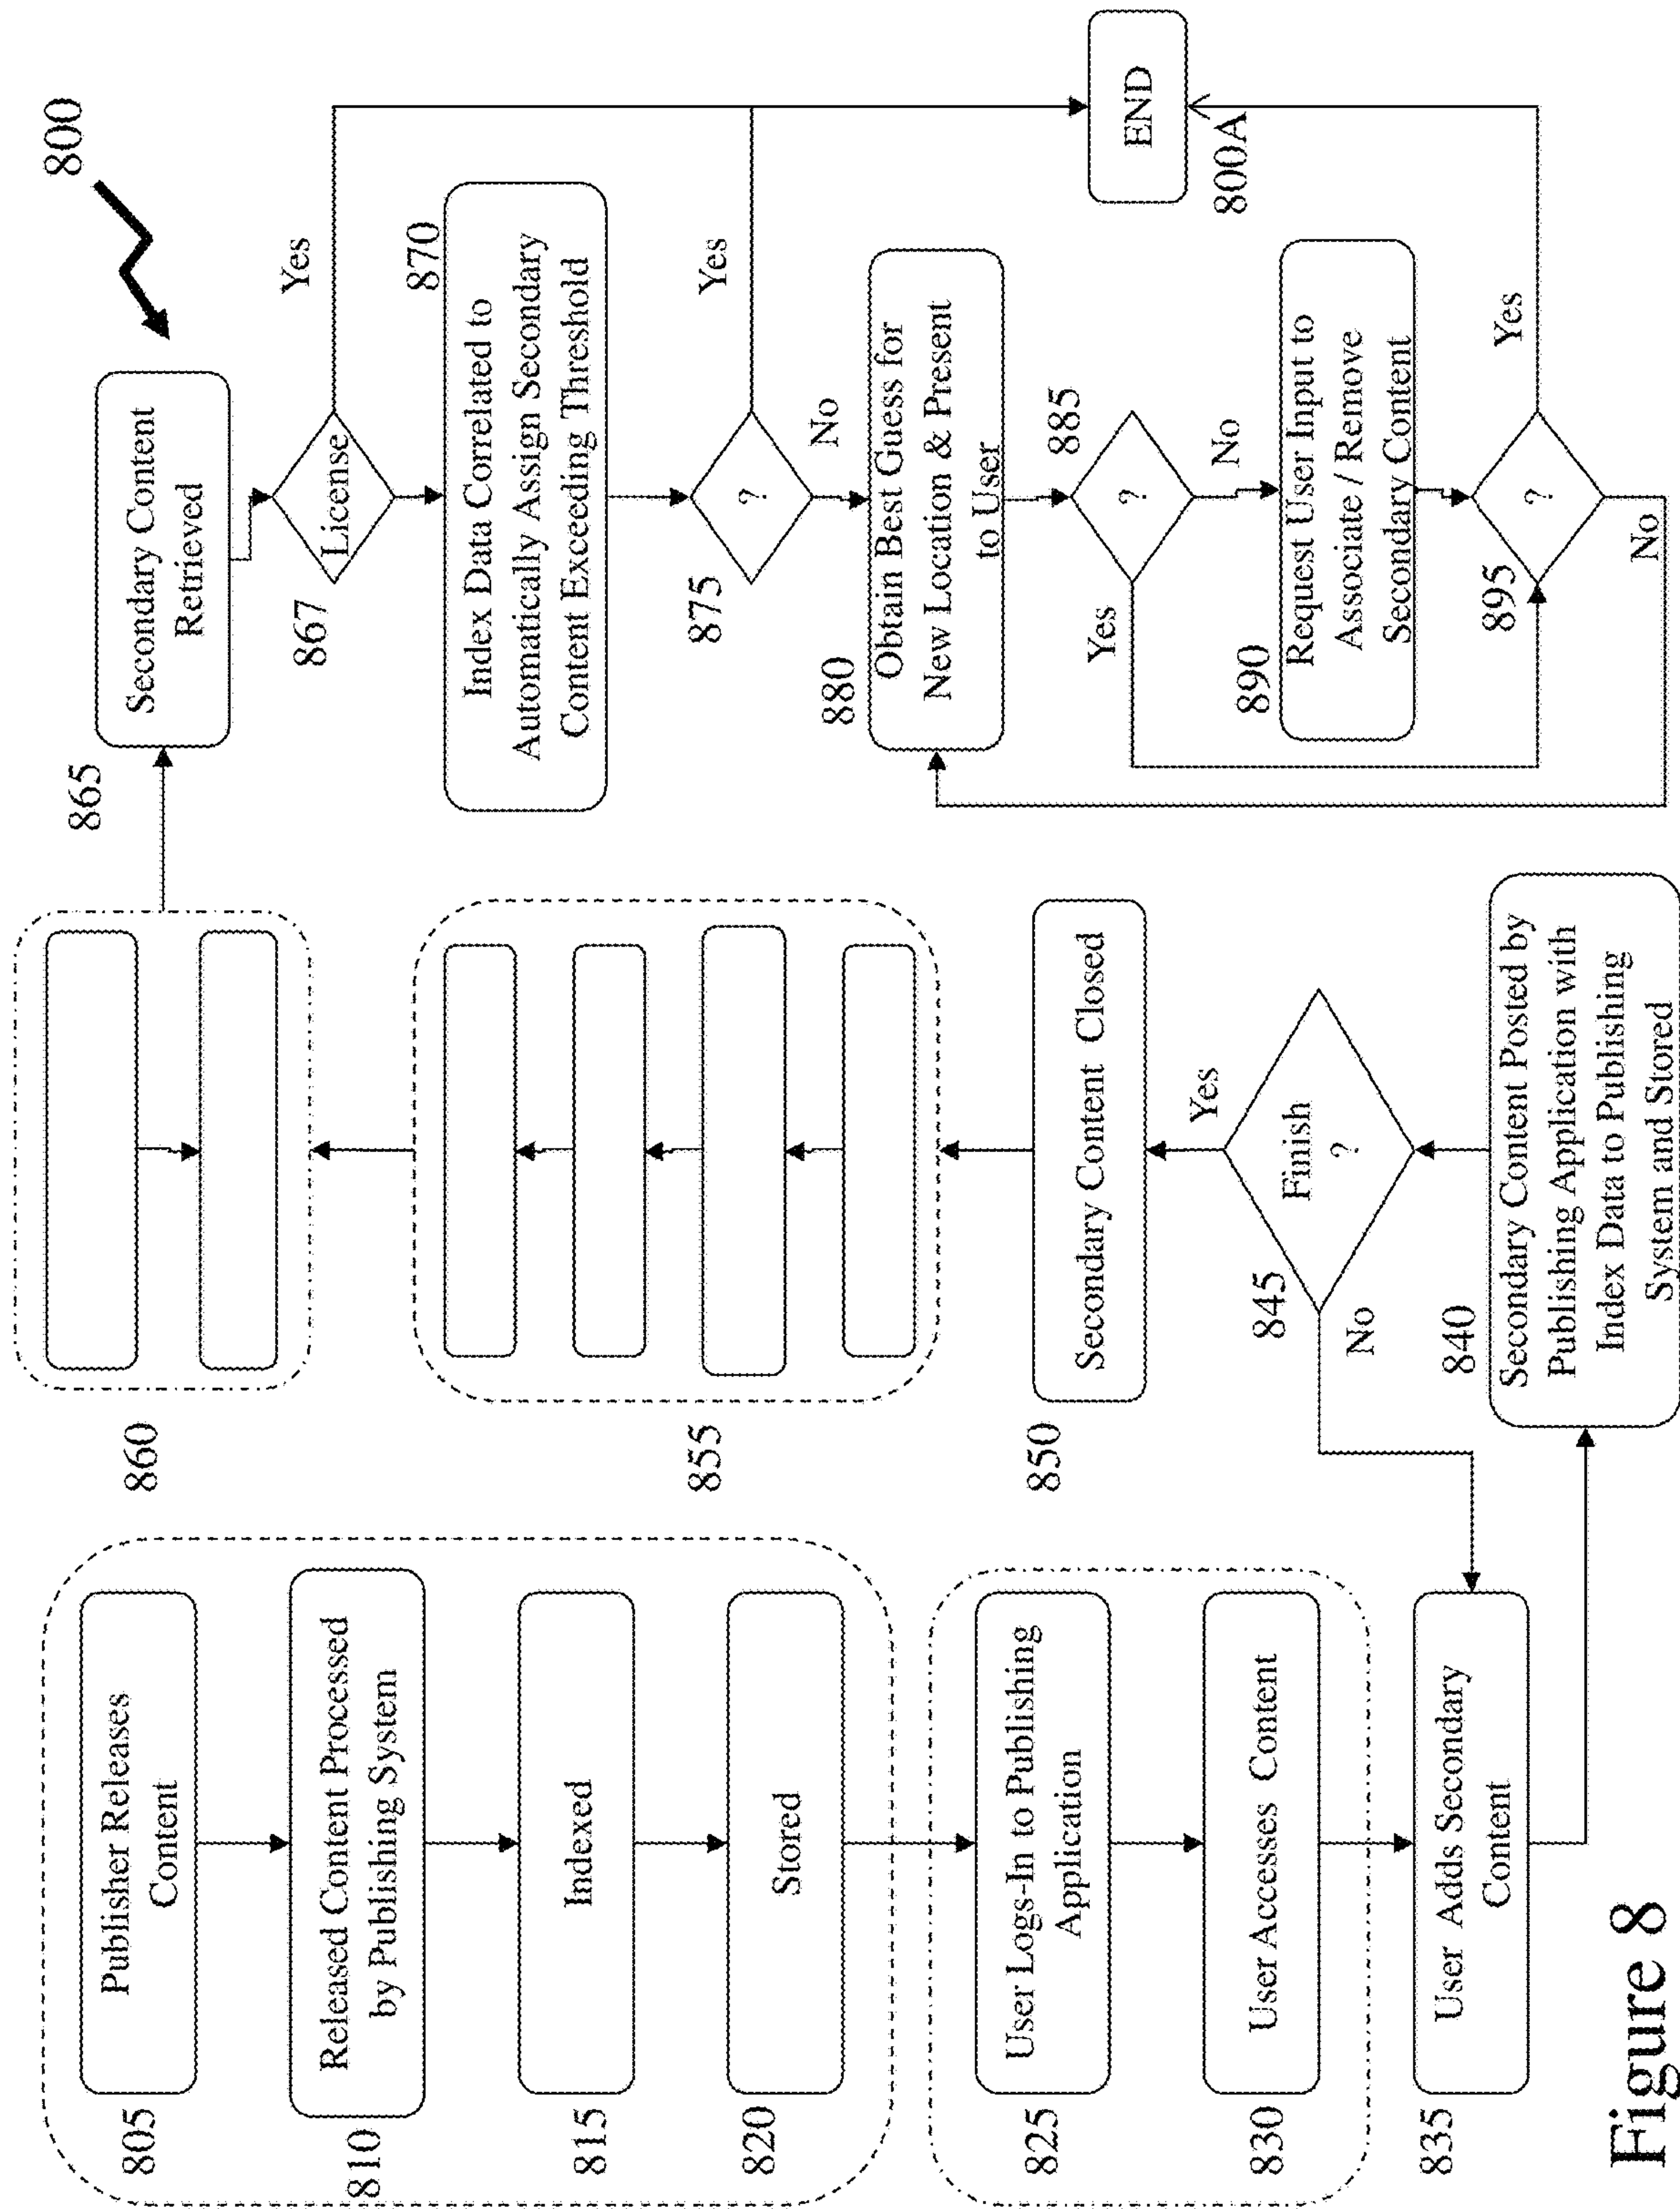 800
805
Publisher Releases
Content
810
Released Content Processed
by Publishing System
815
Indexed
820
Stored
825
User Logs-In to Publishing
Application
830
User Accesses Content
835
User Adds Secondary
Content
860
855
850
Secondary Content Closed
845
Finish
?
Yes
No
840
Secondary Content Posted by
Publishing Application with
Index Data to Publishing
System and Stored
865
Secondary Content
Retrieved
867
License
Yes
870
Index Data Correlated to
Automatically Assign Secondary
Content Exceeding Threshold
875
?
Yes
No
880
Obtain Best Guess for
New Location & Present
to User
885
?
Yes
No
890
Request User Input to
Associate / Remove
Secondary Content
895
?
Yes
No
END
800A
Figure 8